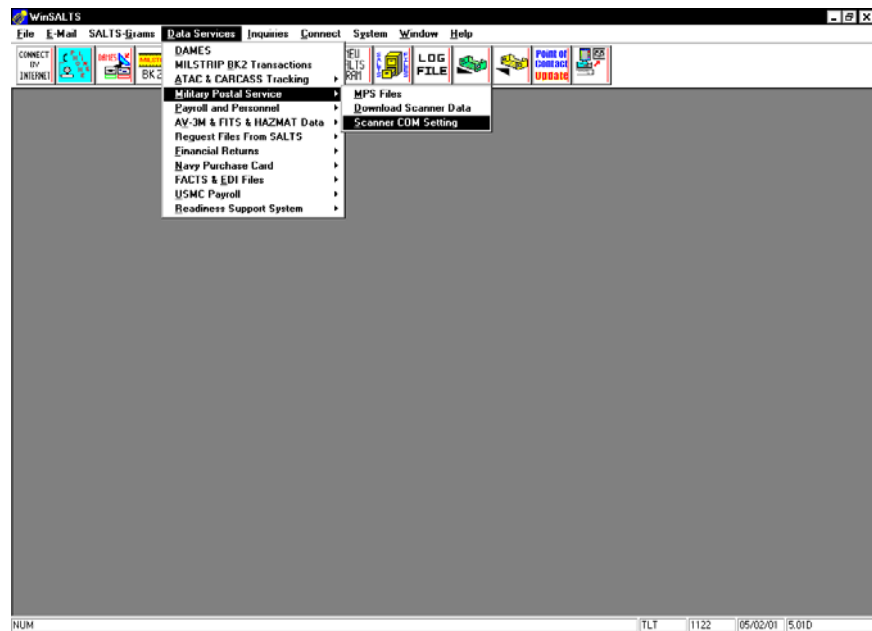 WinSALTS
File E-Mail SALTS-Grams Data Services Inquiries Connect System Window Help
CONNECT
BY
INTERNET
DAMES
BK2
LOG
FILE
Point of
Contact
Update
DAMES
MILSTRIP BK2 Transactions
ATAC & CARCASS Tracking
Military Postal Service
Payroll and Personnel
AV-3M & FITS & HAZMAT Data
Request Files From SALTS
Financial Returns
Navy Purchase Card
FACTS & EDI Files
USMC Payroll
Readiness Support System
MPS Files
Download Scanner Data
Scanner COM Setting
NUM TLT 1122 05/02/01 5.01D